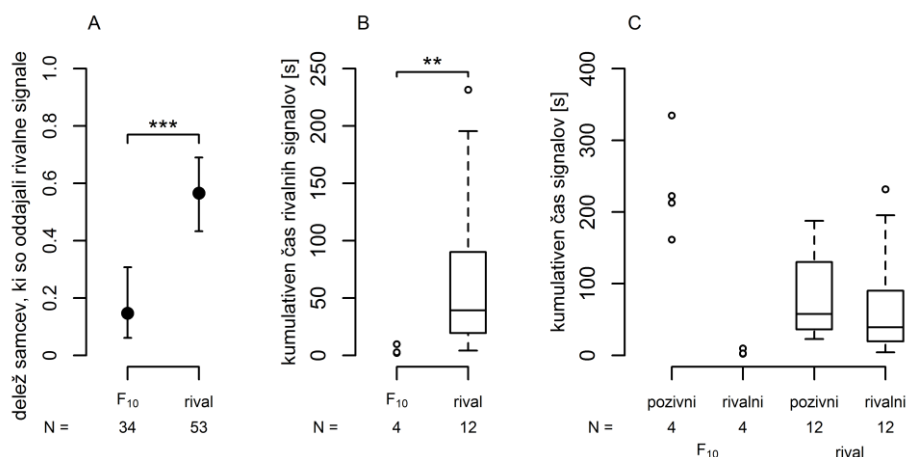 A
delež samcev, ki so oddajali rivalne signale
1.0
0.8
0.6
0.4
0.2
0
***
F₁₀ rival
N = 34 53
B
kumulativen čas rivalnih signalov [s]
250
200
150
100
50
0
**
F₁₀ rival
N = 4 12
C
kumulativen čas signalov [s]
400
300
200
100
0
pozivni rivalni pozivni rivalni
N = 4 4 12 12
F₁₀ rival